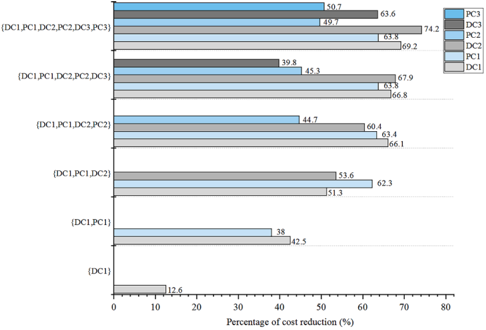 50.7
63.6
49.7
74.2
63.8
69.2
{DC1,PC1,DC2,PC2,DC3,PC3}
39.8
45.3
67.9
63.8
66.8
{DC1,PC1,DC2,PC2,DC3}
44.7
60.4
63.4
66.1
{DC1,PC1,DC2,PC2}
53.6
62.3
51.3
{DC1,PC1,DC2}
38
42.5
{DC1,PC1}
12.6
{DC1}
0 10 20 30 40 50 60 70 80
Percentage of cost reduction (%)
PC3
DC3
PC2
DC2
PC1
DC1